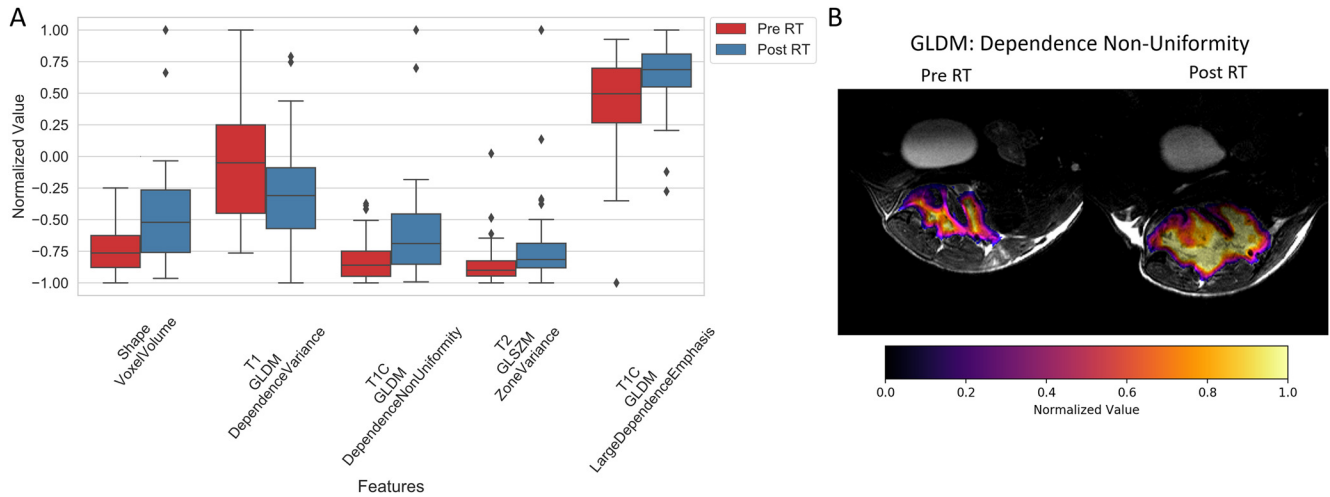 A
Normalized Value
1.00
0.75
0.50
0.25
0.00
−0.25
−0.50
−0.75
−1.00
Pre RT
Post RT
Shape
VoxelVolume
T1
GLDM
DependenceVariance
T1C
GLDM
DependenceNonUniformity
T2
GLSZM
ZoneVariance
T1C
GLDM
LargeDependenceEmphasis
Features
B
GLDM: Dependence Non-Uniformity
Pre RT
Post RT
0.0
0.2
0.4
0.6
0.8
1.0
Normalized Value